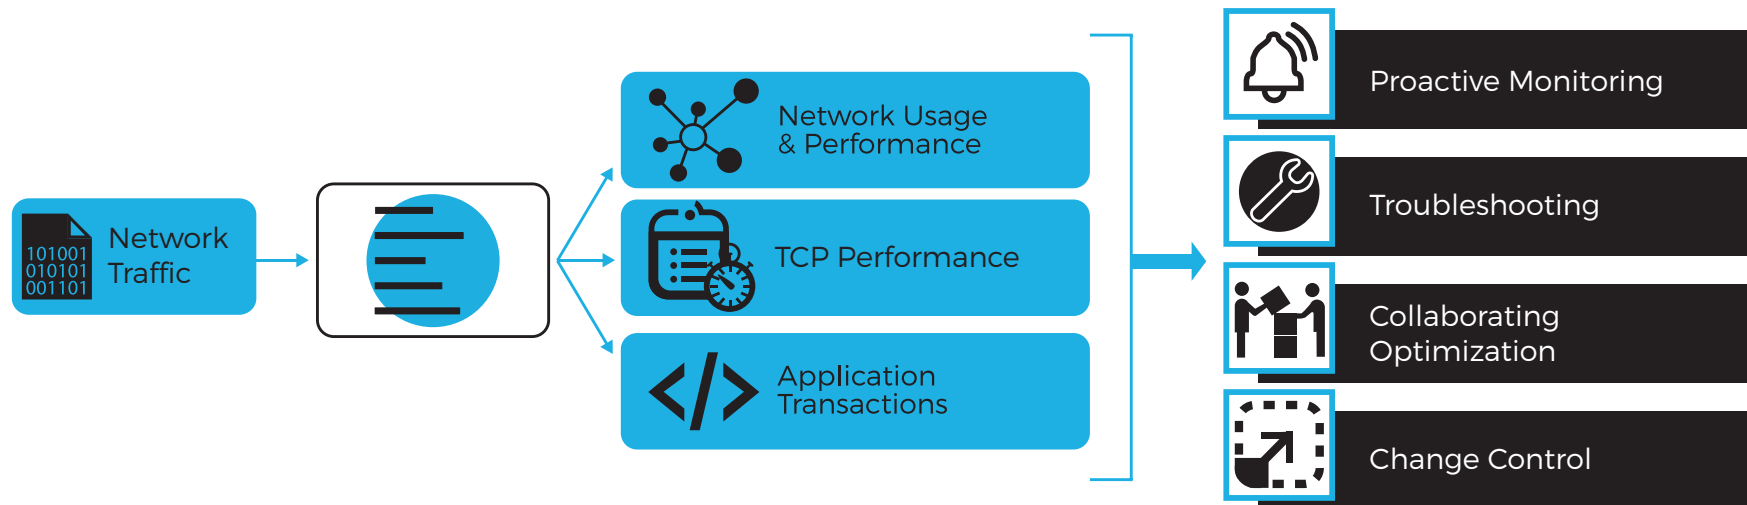 101001
010101
001101
Network
Traffic
Network Usage
& Performance
TCP Performance
Application
Transactions
</>
Proactive Monitoring
Troubleshooting
Collaborating
Optimization
Change Control